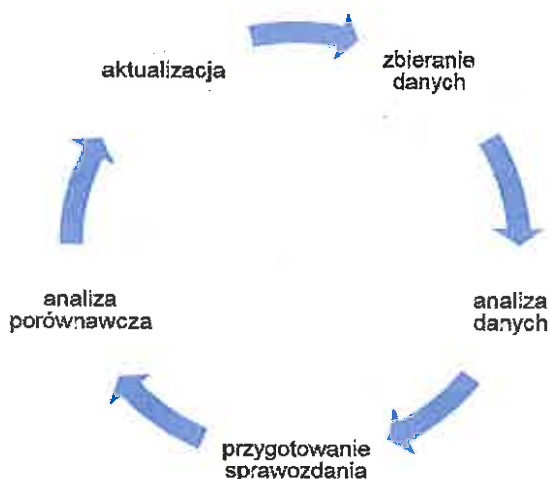 aktualizacja
zbieranie
danych
analiza
danych
przygotowanie
sprawozdania
analiza
porównawcza